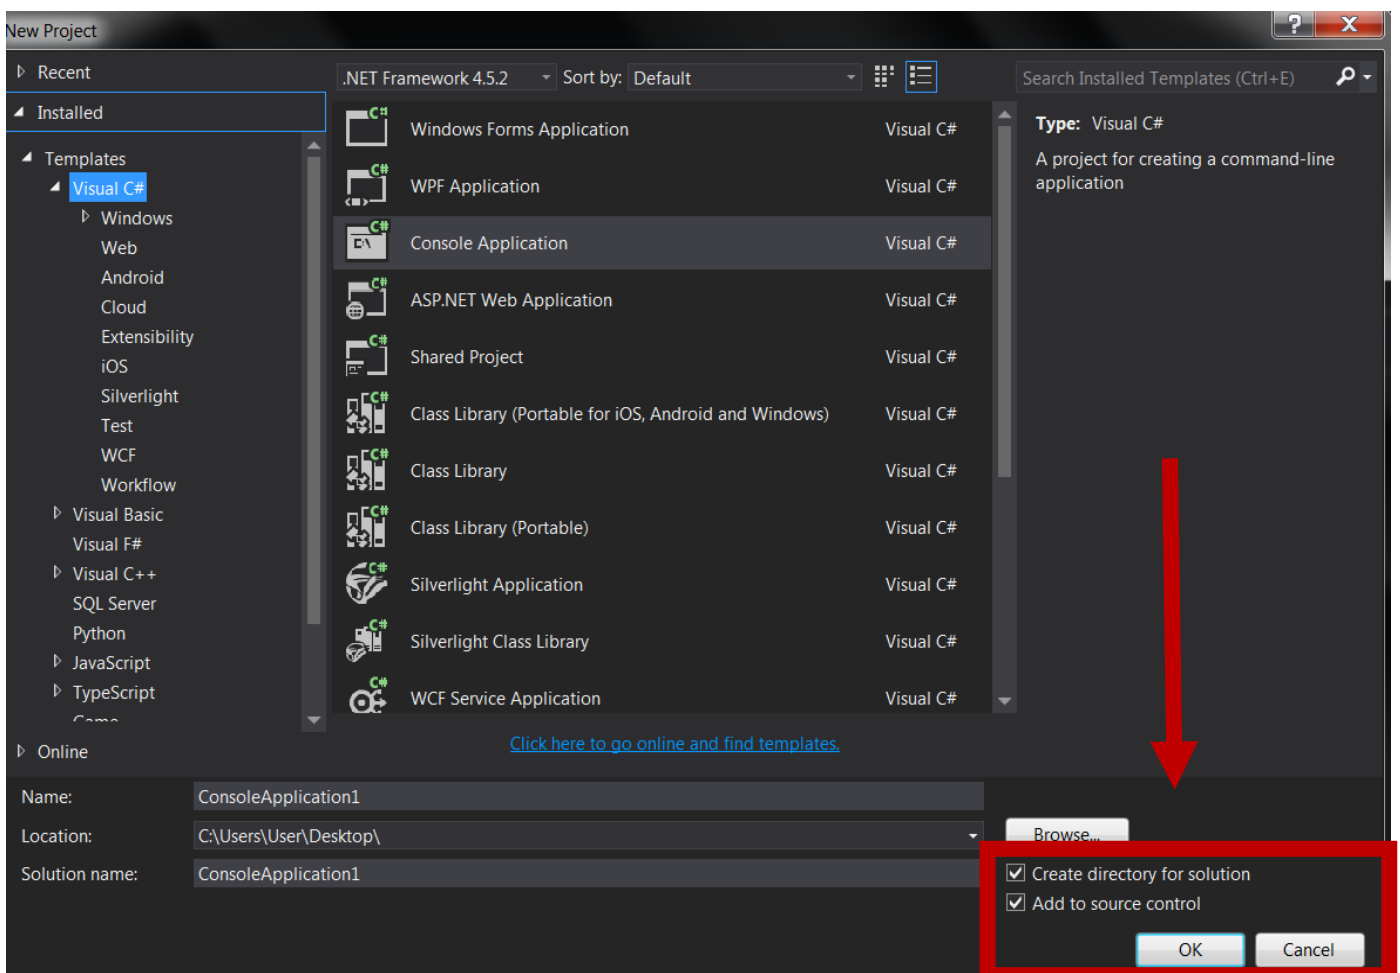 New Project
Recent
.NET Framework 4.5.2
Sort by: Default
Search Installed Templates (Ctrl+E)
Installed
Templates
Visual C#
Windows
Web
Android
Cloud
Extensibility
iOS
Silverlight
Test
WCF
Workflow
Visual Basic
Visual F#
Visual C++
SQL Server
Python
JavaScript
TypeScript
Game
Online
Windows Forms Application Visual C#
WPF Application Visual C#
Console Application Visual C#
ASP.NET Web Application Visual C#
Shared Project Visual C#
Class Library (Portable for iOS, Android and Windows) Visual C#
Class Library Visual C#
Class Library (Portable) Visual C#
Silverlight Application Visual C#
Silverlight Class Library Visual C#
WCF Service Application Visual C#
Click here to go online and find templates.
Type: Visual C#
A project for creating a command-line
application
Name: ConsoleApplication1
Location: C:\Users\User\Desktop\
Browse...
Solution name: ConsoleApplication1
Create directory for solution
Add to source control
OK Cancel